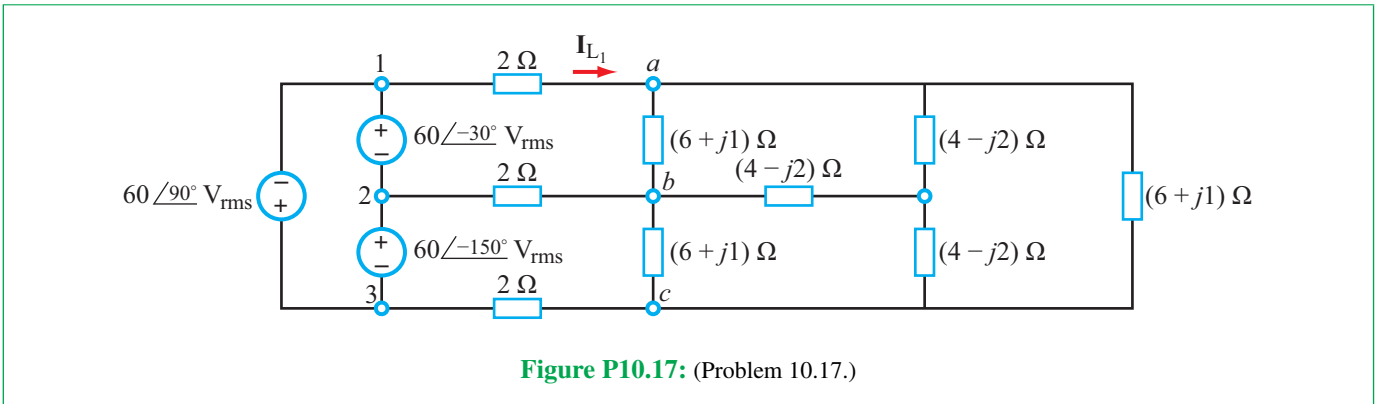 I_L1
1
2 Ω
a
+
−
60∠−30° V_rms
(6 + j1) Ω
(4 − j2) Ω
2 Ω
(4 − j2) Ω
60∠90° V_rms
−
+
2
b
(6 + j1) Ω
+
−
60∠−150° V_rms
(6 + j1) Ω
(4 − j2) Ω
2 Ω
3
c
Figure P10.17: (Problem 10.17.)